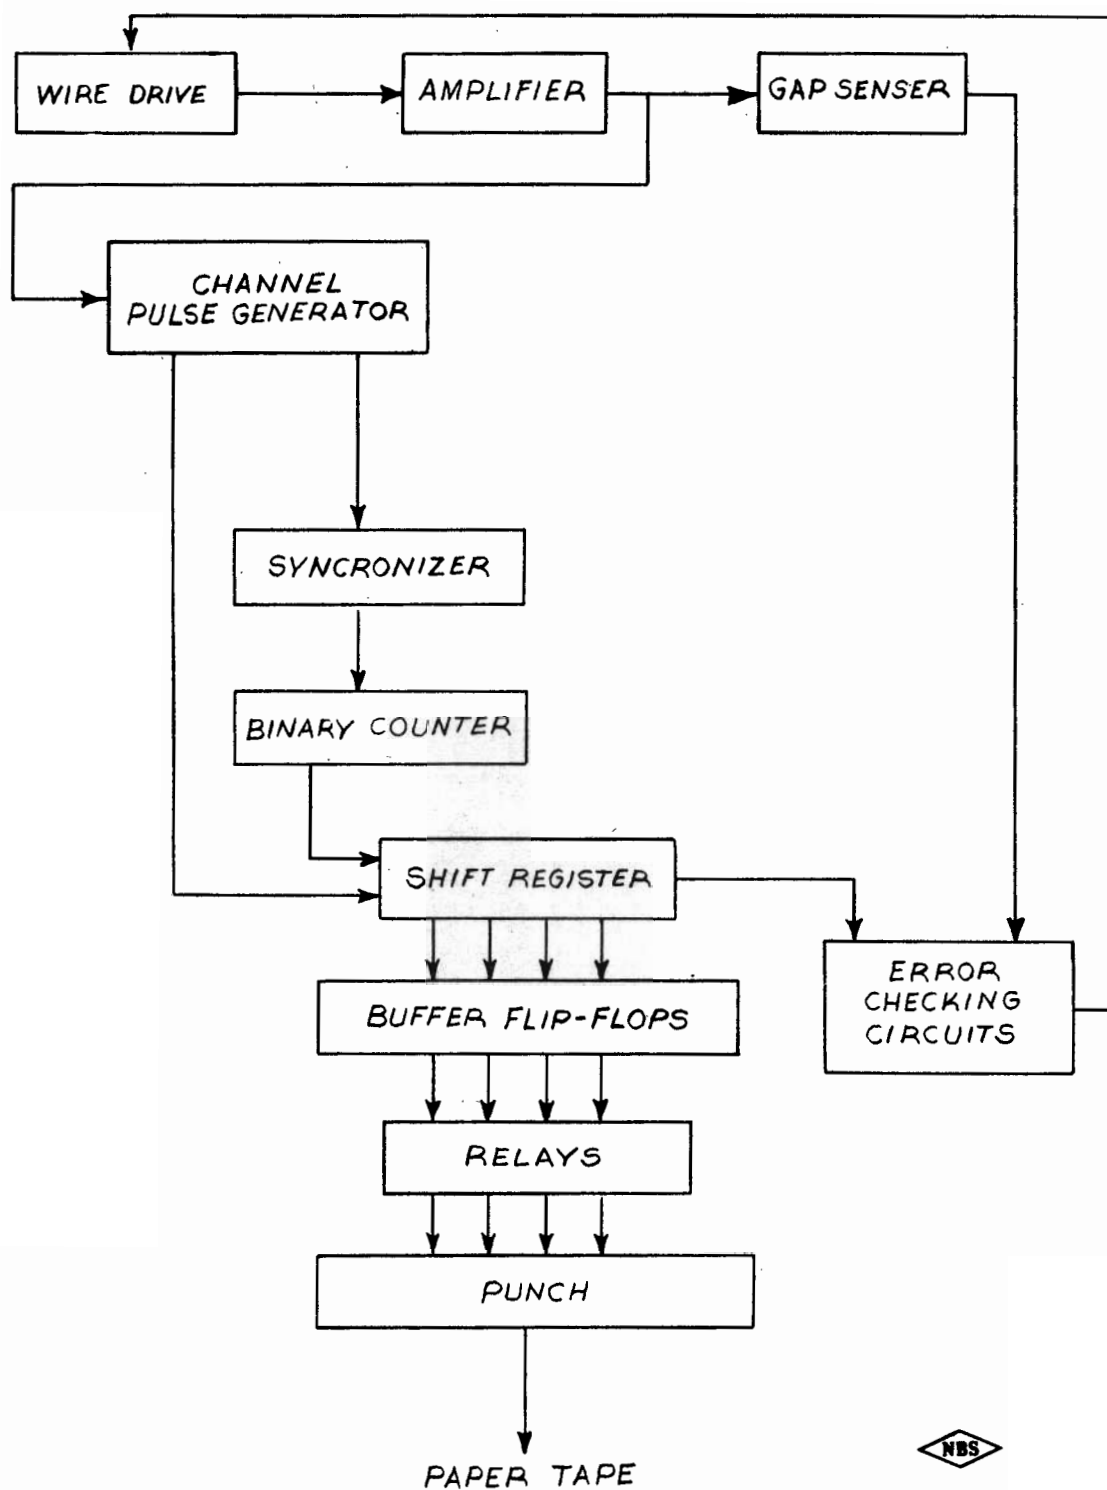 WIRE DRIVE
AMPLIFIER
GAP SENSER
CHANNEL
PULSE GENERATOR
SYNCRONIZER
BINARY COUNTER
SHIFT REGISTER
BUFFER FLIP-FLOPS
ERROR
CHECKING
CIRCUITS
RELAYS
PUNCH
PAPER TAPE
NBS